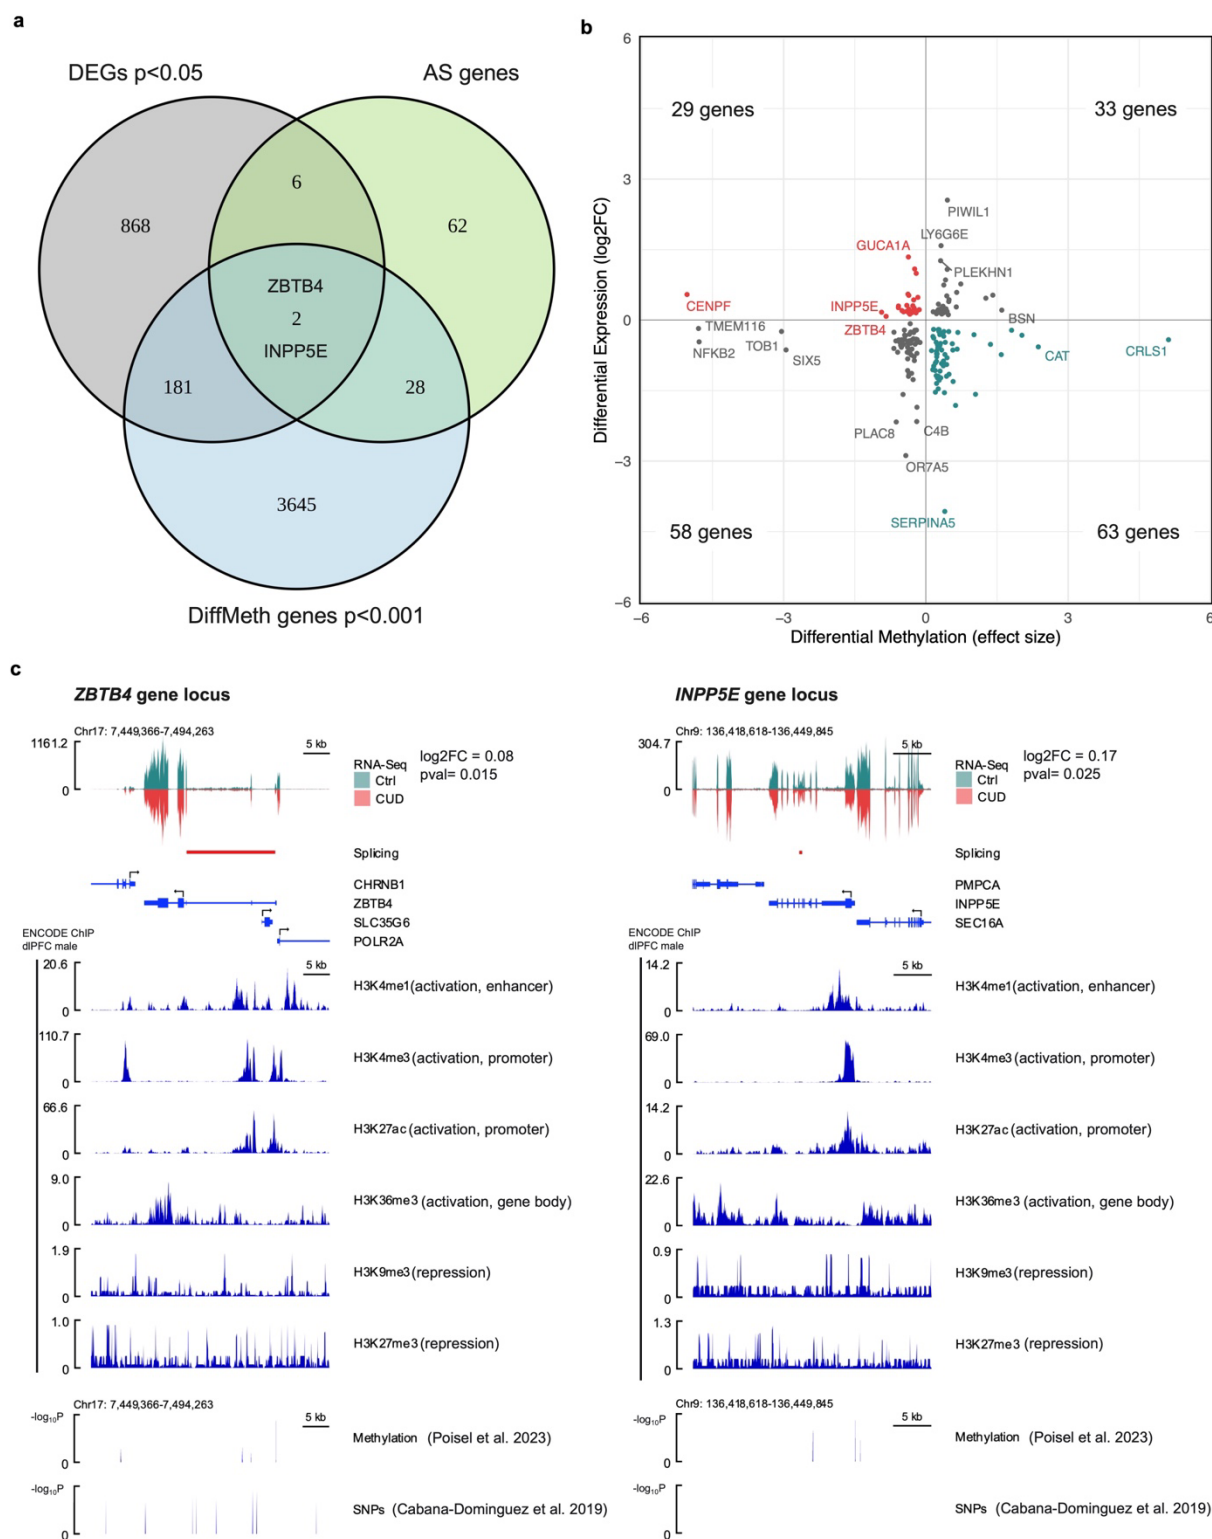 a
DEGs p<0.05
AS genes
6
868
62
ZBTB4
2
INPP5E
181
28
3645
DiffMeth genes p<0.001
b
6
3
0
−3
−6
−6
−3
0
3
6
Differential Expression (log2FC)
Differential Methylation (effect size)
29 genes
33 genes
58 genes
63 genes
PIWIL1
LY6G6E
GUCA1A
PLEKHN1
CENPF
INPP5E
BSN
TMEM116
ZBTB4
NFKB2
TOB1
SIX5
CAT
CRLS1
PLAC8
C4B
OR7A5
SERPINA5
c
ZBTB4 gene locus
Chr17: 7,449,366-7,494,263
1161.2
0
5 kb
RNA-Seq
Ctrl
CUD
log2FC = 0.08
pval= 0.015
Splicing
CHRNB1
ZBTB4
SLC35G6
POLR2A
ENCODE ChIP
dlPFC male
5 kb
20.6
0
H3K4me1(activation, enhancer)
110.7
0
H3K4me3(activation, promoter)
66.6
0
H3K27ac (activation, promoter)
9.0
0
H3K36me3 (activation, gene body)
1.9
0
H3K9me3 (repression)
1.0
0
H3K27me3 (repression)
Chr17: 7,449,366-7,494,263
5 kb
-log10P
0
Methylation (Poisel et al. 2023)
-log10P
0
SNPs (Cabana-Dominguez et al. 2019)
INPP5E gene locus
Chr9: 136,418,618-136,449,845
304.7
0
5 kb
RNA-Seq
Ctrl
CUD
log2FC = 0.17
pval= 0.025
Splicing
PMPCA
INPP5E
SEC16A
ENCODE ChIP
dlPFC male
5 kb
14.2
0
H3K4me1(activation, enhancer)
69.0
0
H3K4me3 (activation, promoter)
14.2
0
H3K27ac (activation, promoter)
22.6
0
H3K36me3 (activation, gene body)
0.9
0
H3K9me3 (repression)
1.3
0
H3K27me3 (repression)
Chr9: 136,418,618-136,449,845
5 kb
-log10P
0
Methylation (Poisel et al. 2023)
-log10P
0
SNPs (Cabana-Dominguez et al. 2019)